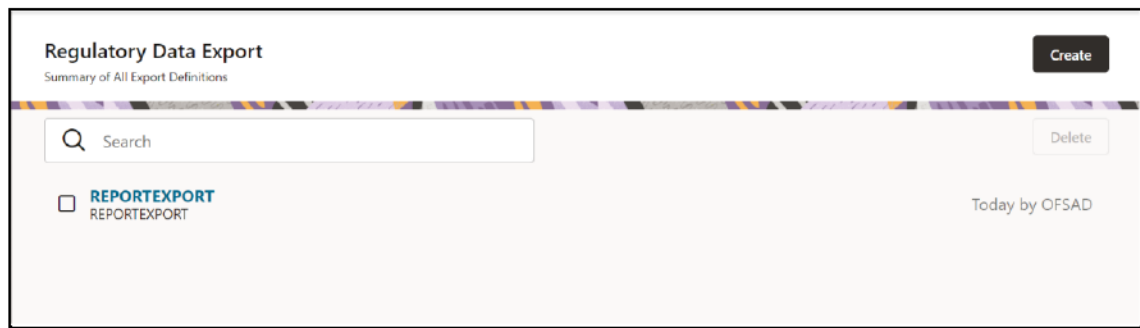 Regulatory Data Export
Create
Summary of All Export Definitions
Search
Delete
REPORTEXPORT
REPORTEXPORT
Today by OFSAD